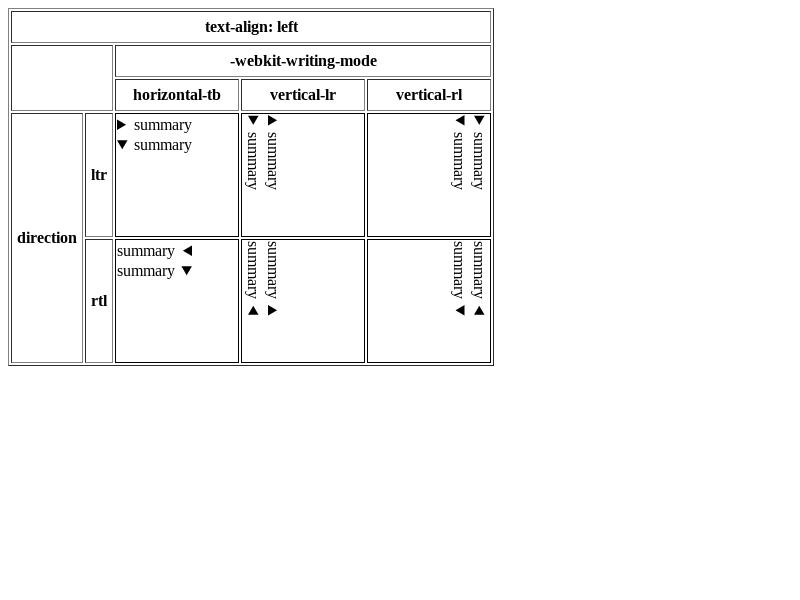 text-align: left
-webkit-writing-mode
horizontal-tb vertical-lr vertical-rl
direction
ltr
▶ summary
▼ summary
▼ summary
▶ summary
◀ summary
▼ summary
rtl
summary ◀
summary ▼
summary ▲
summary ▶
summary ◀
summary ▲